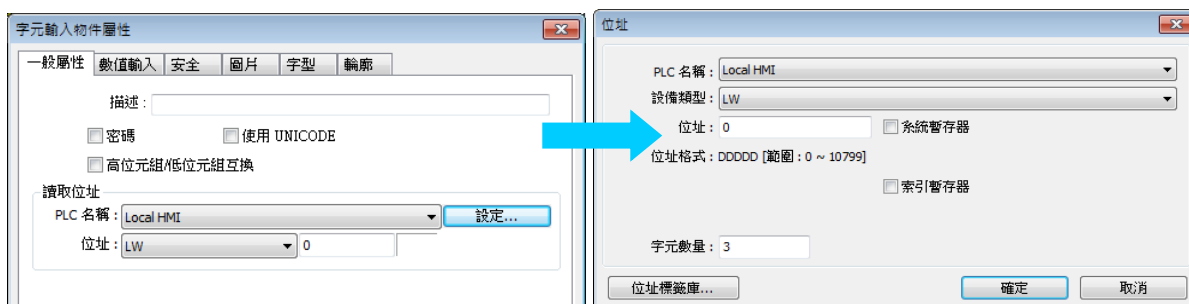 字元輸入物件屬性
一般屬性 數值輸入 安全 圖片 字型 輪廓
描述：
密碼 使用 UNICODE
高位元組/低位元組互換
讀取位址
PLC 名稱： Local HMI 設定...
位址： LW 0
位址
PLC 名稱： Local HMI
設備類型： LW
位址： 0 系統暫存器
位址格式： DDDDD [範圍：0 ~ 10799]
索引暫存器
字元數量： 3
位址標籤庫... 確定 取消